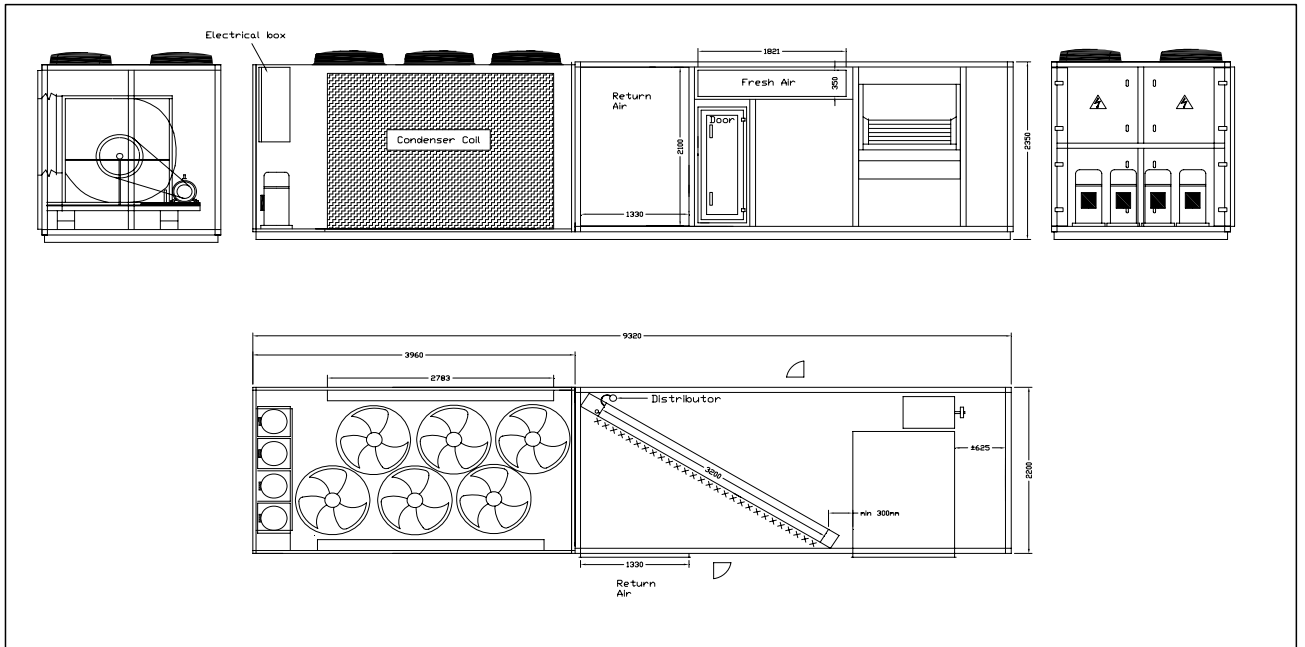 Electrical box
Condenser Coil
Return
Air
2100
1330
1821
Fresh Air
350
Door
2350
9320
3960
2783
Distributor
3200
min 300mm
±625
2200
1330
Return
Air